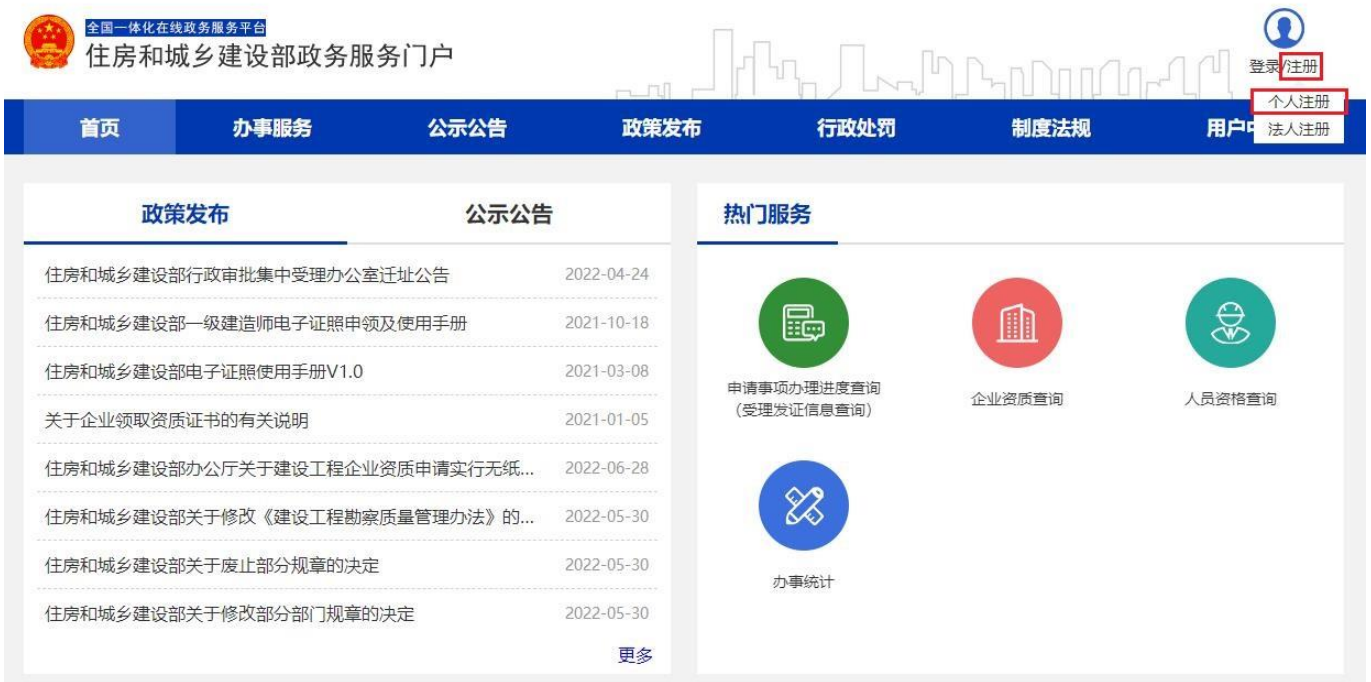 全国一体化在线政务服务平台
住房和城乡建设部政务服务门户
登录/注册
个人注册
法人注册
首页 办事服务 公示公告 政策发布 行政处罚 制度法规 用户中
政策发布 公示公告
住房和城乡建设部行政审批集中受理办公室迁址公告 2022-04-24
住房和城乡建设部一级建造师电子证照申领及使用手册 2021-10-18
住房和城乡建设部电子证照使用手册V1.0 2021-03-08
关于企业领取资质证书的有关说明 2021-01-05
住房和城乡建设部办公厅关于建设工程企业资质申请实行无纸... 2022-06-28
住房和城乡建设部关于修改《建设工程勘察质量管理办法》的... 2022-05-30
住房和城乡建设部关于废止部分规章的决定 2022-05-30
住房和城乡建设部关于修改部分部门规章的决定 2022-05-30
更多
热门服务
申请事项办理进度查询
（受理发证信息查询）
企业资质查询
人员资格查询
办事统计